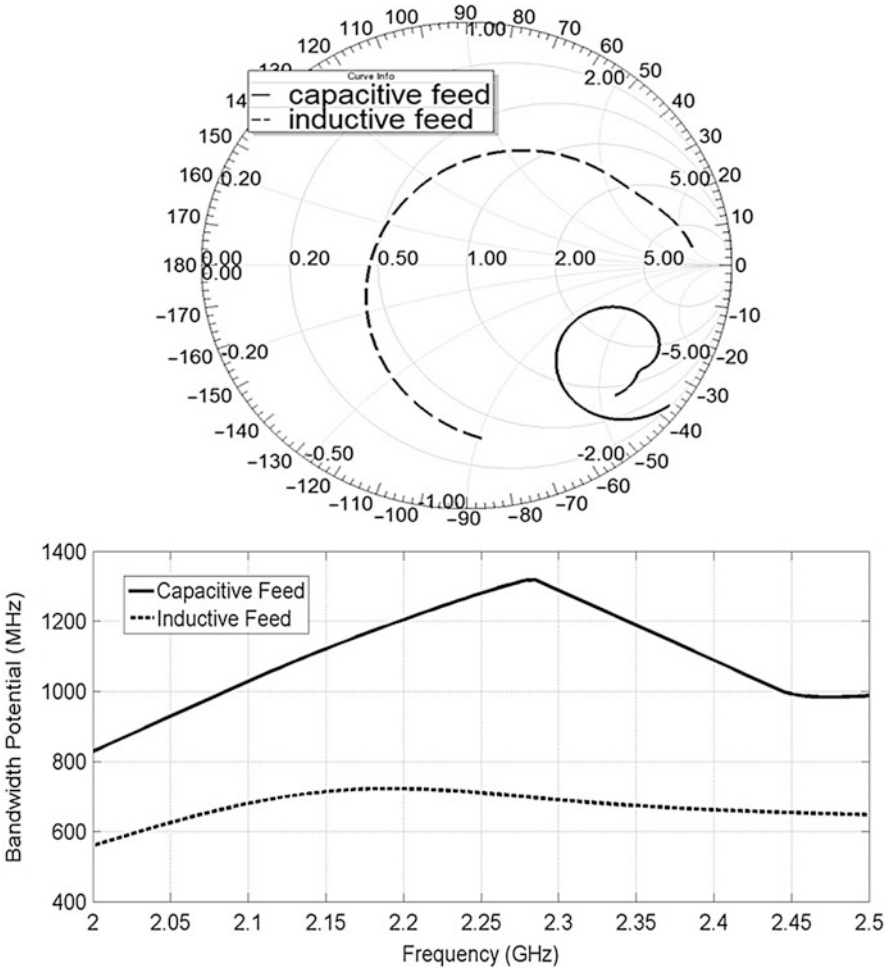 90
100 80
110 1.00 70
120 60
130 2.00 50
Curve Info
capacitive feed
inductive feed
14 40
150 30
160 0.20 5.00 20
170 10
180 0.00 0.20 0.50 1.00 2.00 5.00 0
0.00
-170 -10
-160 -0.20 -5.00 -20
-150 -30
-140 -40
-130 -0.50 -2.00 -50
-120 -60
-110 -1.00 -70
-100 -80
-90
1400
1200
1000
800
600
400
Bandwidth Potential (MHz)
Capacitive Feed
Inductive Feed
2 2.05 2.1 2.15 2.2 2.25 2.3 2.35 2.4 2.45 2.5
Frequency (GHz)